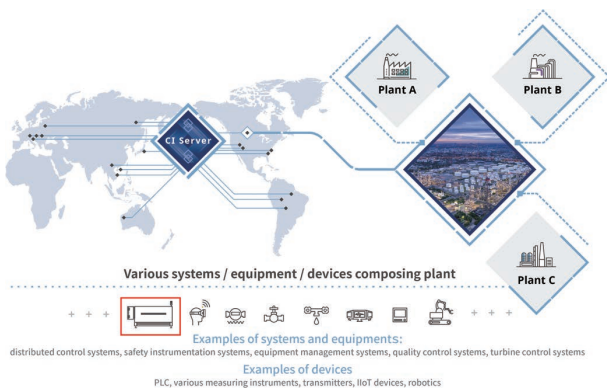 Plant A
Plant B
CI Server
Plant C
Various systems / equipment / devices composing plant
Examples of systems and equipments:
distributed control systems, safety instrumentation systems, equipment management systems, quality control systems, turbine control systems
Examples of devices
PLC, various measuring instruments, transmitters, IIoT devices, robotics